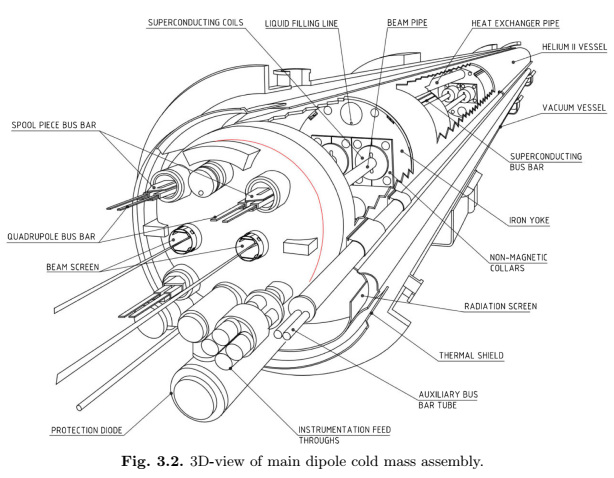 SUPERCONDUCTING COILS
LIQUID FILLING LINE
BEAM PIPE
HEAT EXCHANGER PIPE
HELIUM II VESSEL
VACUUM VESSEL
SPOOL PIECE BUS BAR
SUPERCONDUCTING
BUS BAR
IRON YOKE
QUADRUPOLE BUS BAR
NON-MAGNETIC
COLLARS
BEAM SCREEN
RADIATION SCREEN
THERMAL SHIELD
AUXILIARY BUS
BAR TUBE
PROTECTION DIODE
INSTRUMENTATION FEED
THROUGHS
Fig. 3.2. 3D-view of main dipole cold mass assembly.